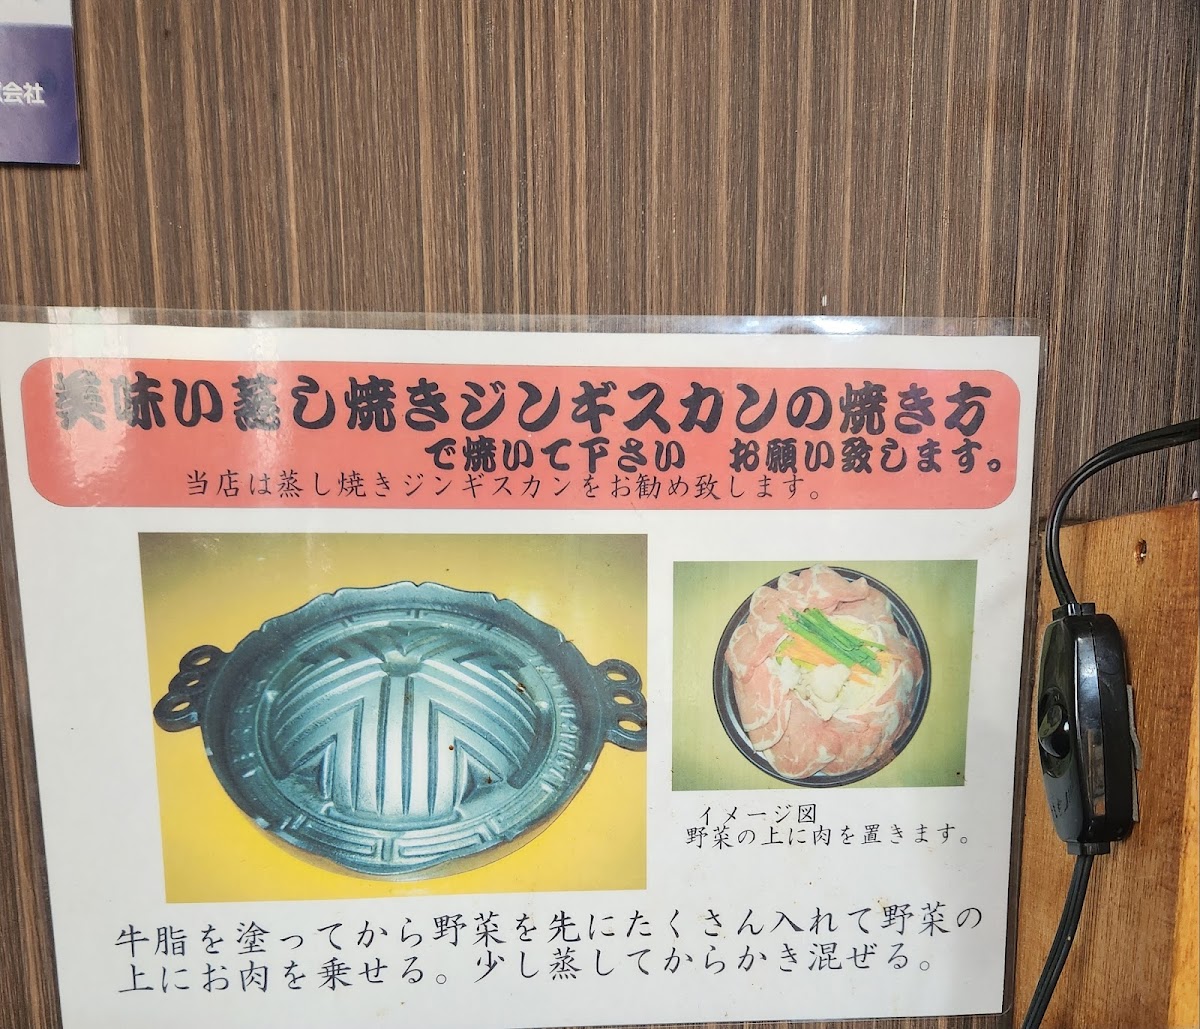 会社
美味い蒸し焼きジンギスカンの焼き方
で焼いて下さい お願い致します。
当店は蒸し焼きジンギスカンをお勧め致します。
イメージ図
野菜の上に肉を置きます。
牛脂を塗ってから野菜を先にたくさん入れて野菜の
上にお肉を乗せる。少し蒸してからかき混ぜる。